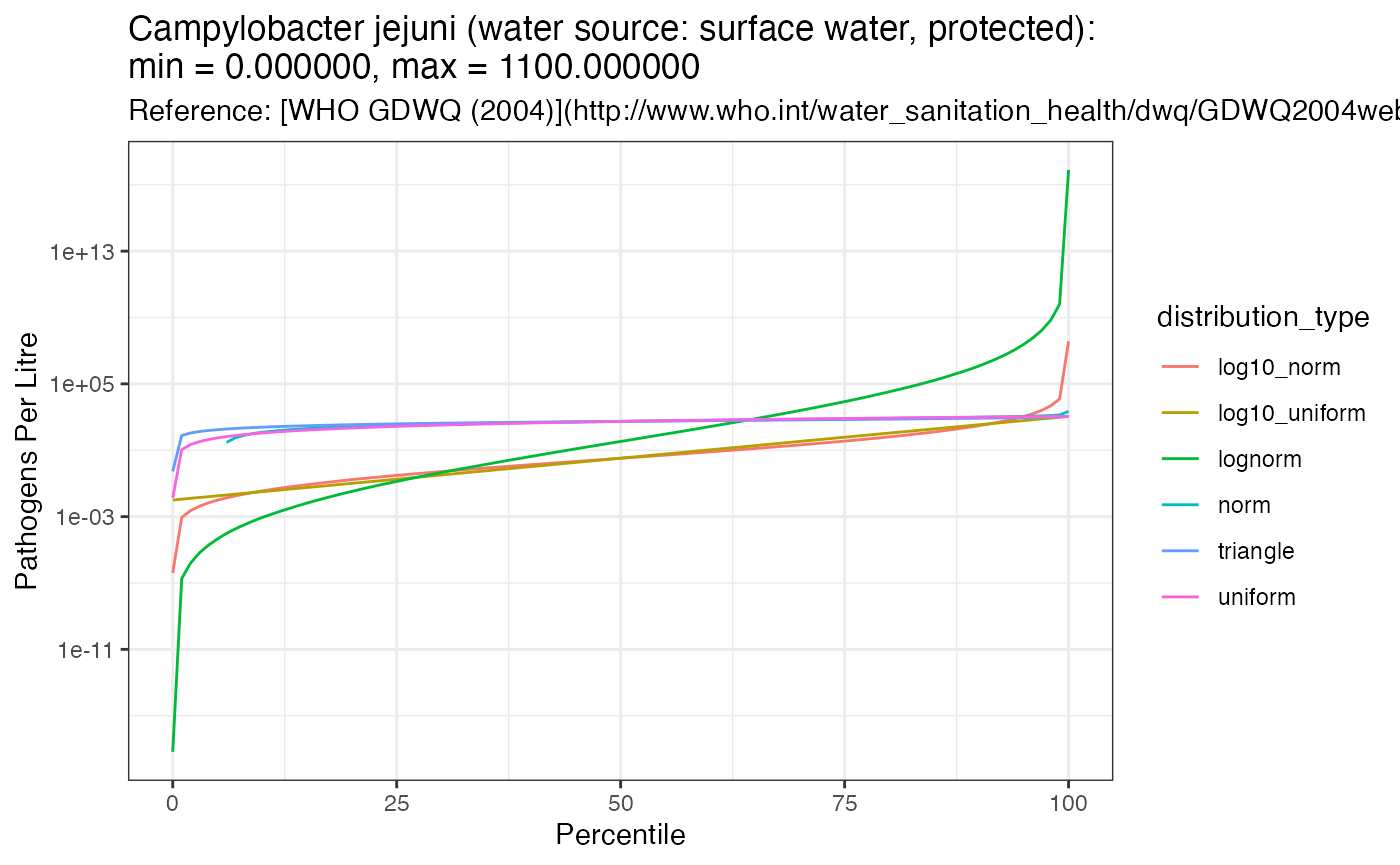 Campylobacter jejuni (water source: surface water, protected):
min = 0.000000, max = 1100.000000
Reference: [WHO GDWQ (2004)](http://www.who.int/water_sanitation_health/dwq/GDWQ2004web
Pathogens Per Litre
1e+13
1e+05
1e-03
1e-11
0 25 50 75 100
Percentile
distribution_type
log10_norm
log10_uniform
lognorm
norm
triangle
uniform